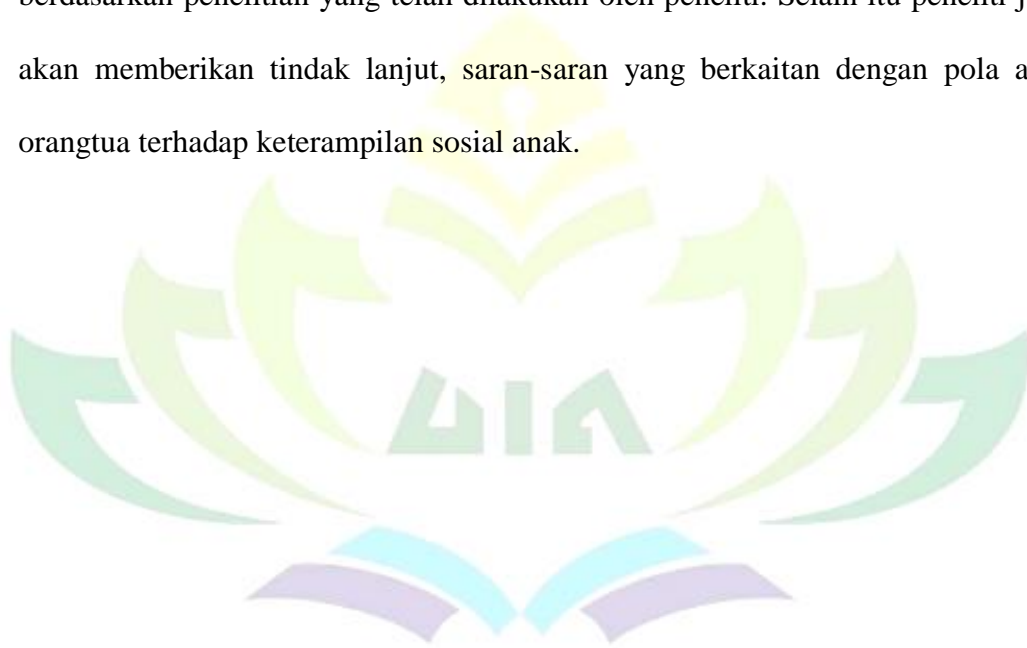 berdasarkan penelitian yang telah dilakukan oleh peneliti. Selain itu peneliti
akan memberikan tindak lanjut, saran-saran yang berkaitan dengan pola
orangtua terhadap keterampilan sosial anak.
UIN